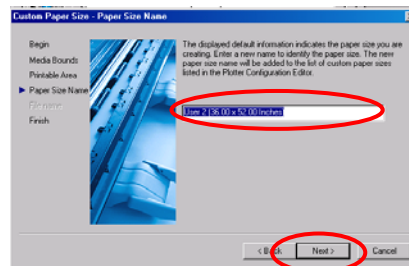 Custom Paper Size - Paper Size Name
Begin
Media Bounds
Printable Area
Paper Size Name
File name
Finish
The displayed default information indicates the paper size you are
creating. Enter a new name to identify the paper size. The new
paper size name will be added to the list of custom paper sizes
listed in the Plotter Configuration Editor.
User 2 (36.00 x 52.00 Inches
< Back
Next >
Cancel